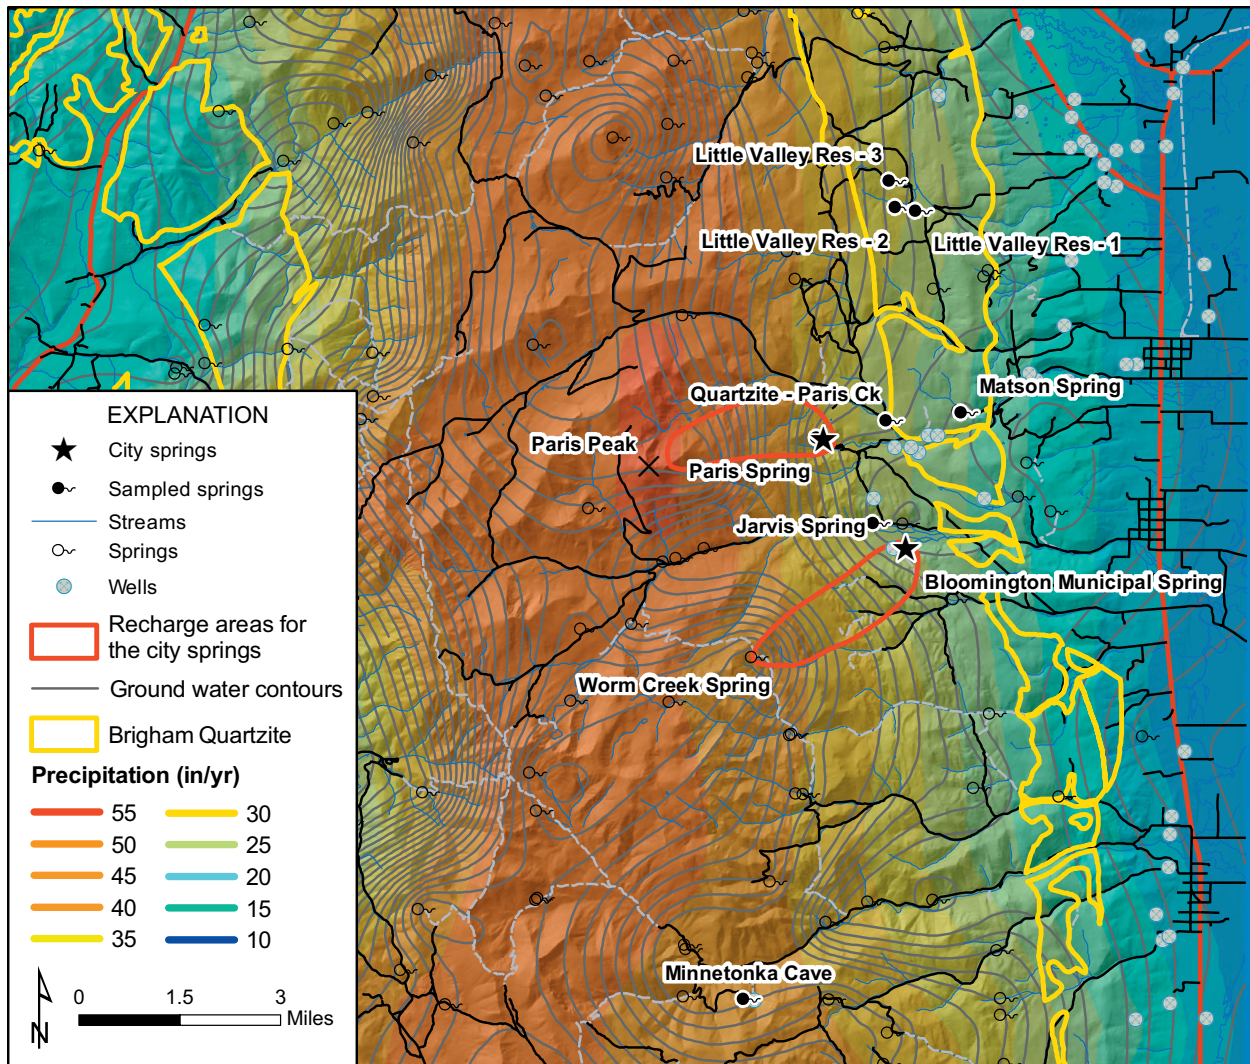 Little Valley Res - 3
Little Valley Res - 2
Little Valley Res - 1
Matson Spring
Quartzite - Paris Ck
Paris Peak
Paris Spring
Jarvis Spring
Bloomington Municipal Spring
Worm Creek Spring
Minnetonka Cave
EXPLANATION
City springs
Sampled springs
Streams
Springs
Wells
Recharge areas for
the city springs
Ground water contours
Brigham Quartzite
Precipitation (in/yr)
55 30
50 25
45 20
40 15
35 10
0 1.5 3
Miles
N